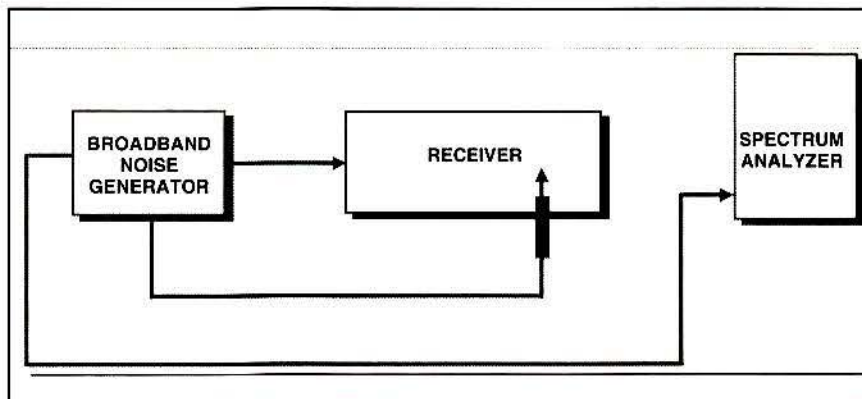 BROADBAND
NOISE
GENERATOR
RECEIVER
SPECTRUM
ANALYZER